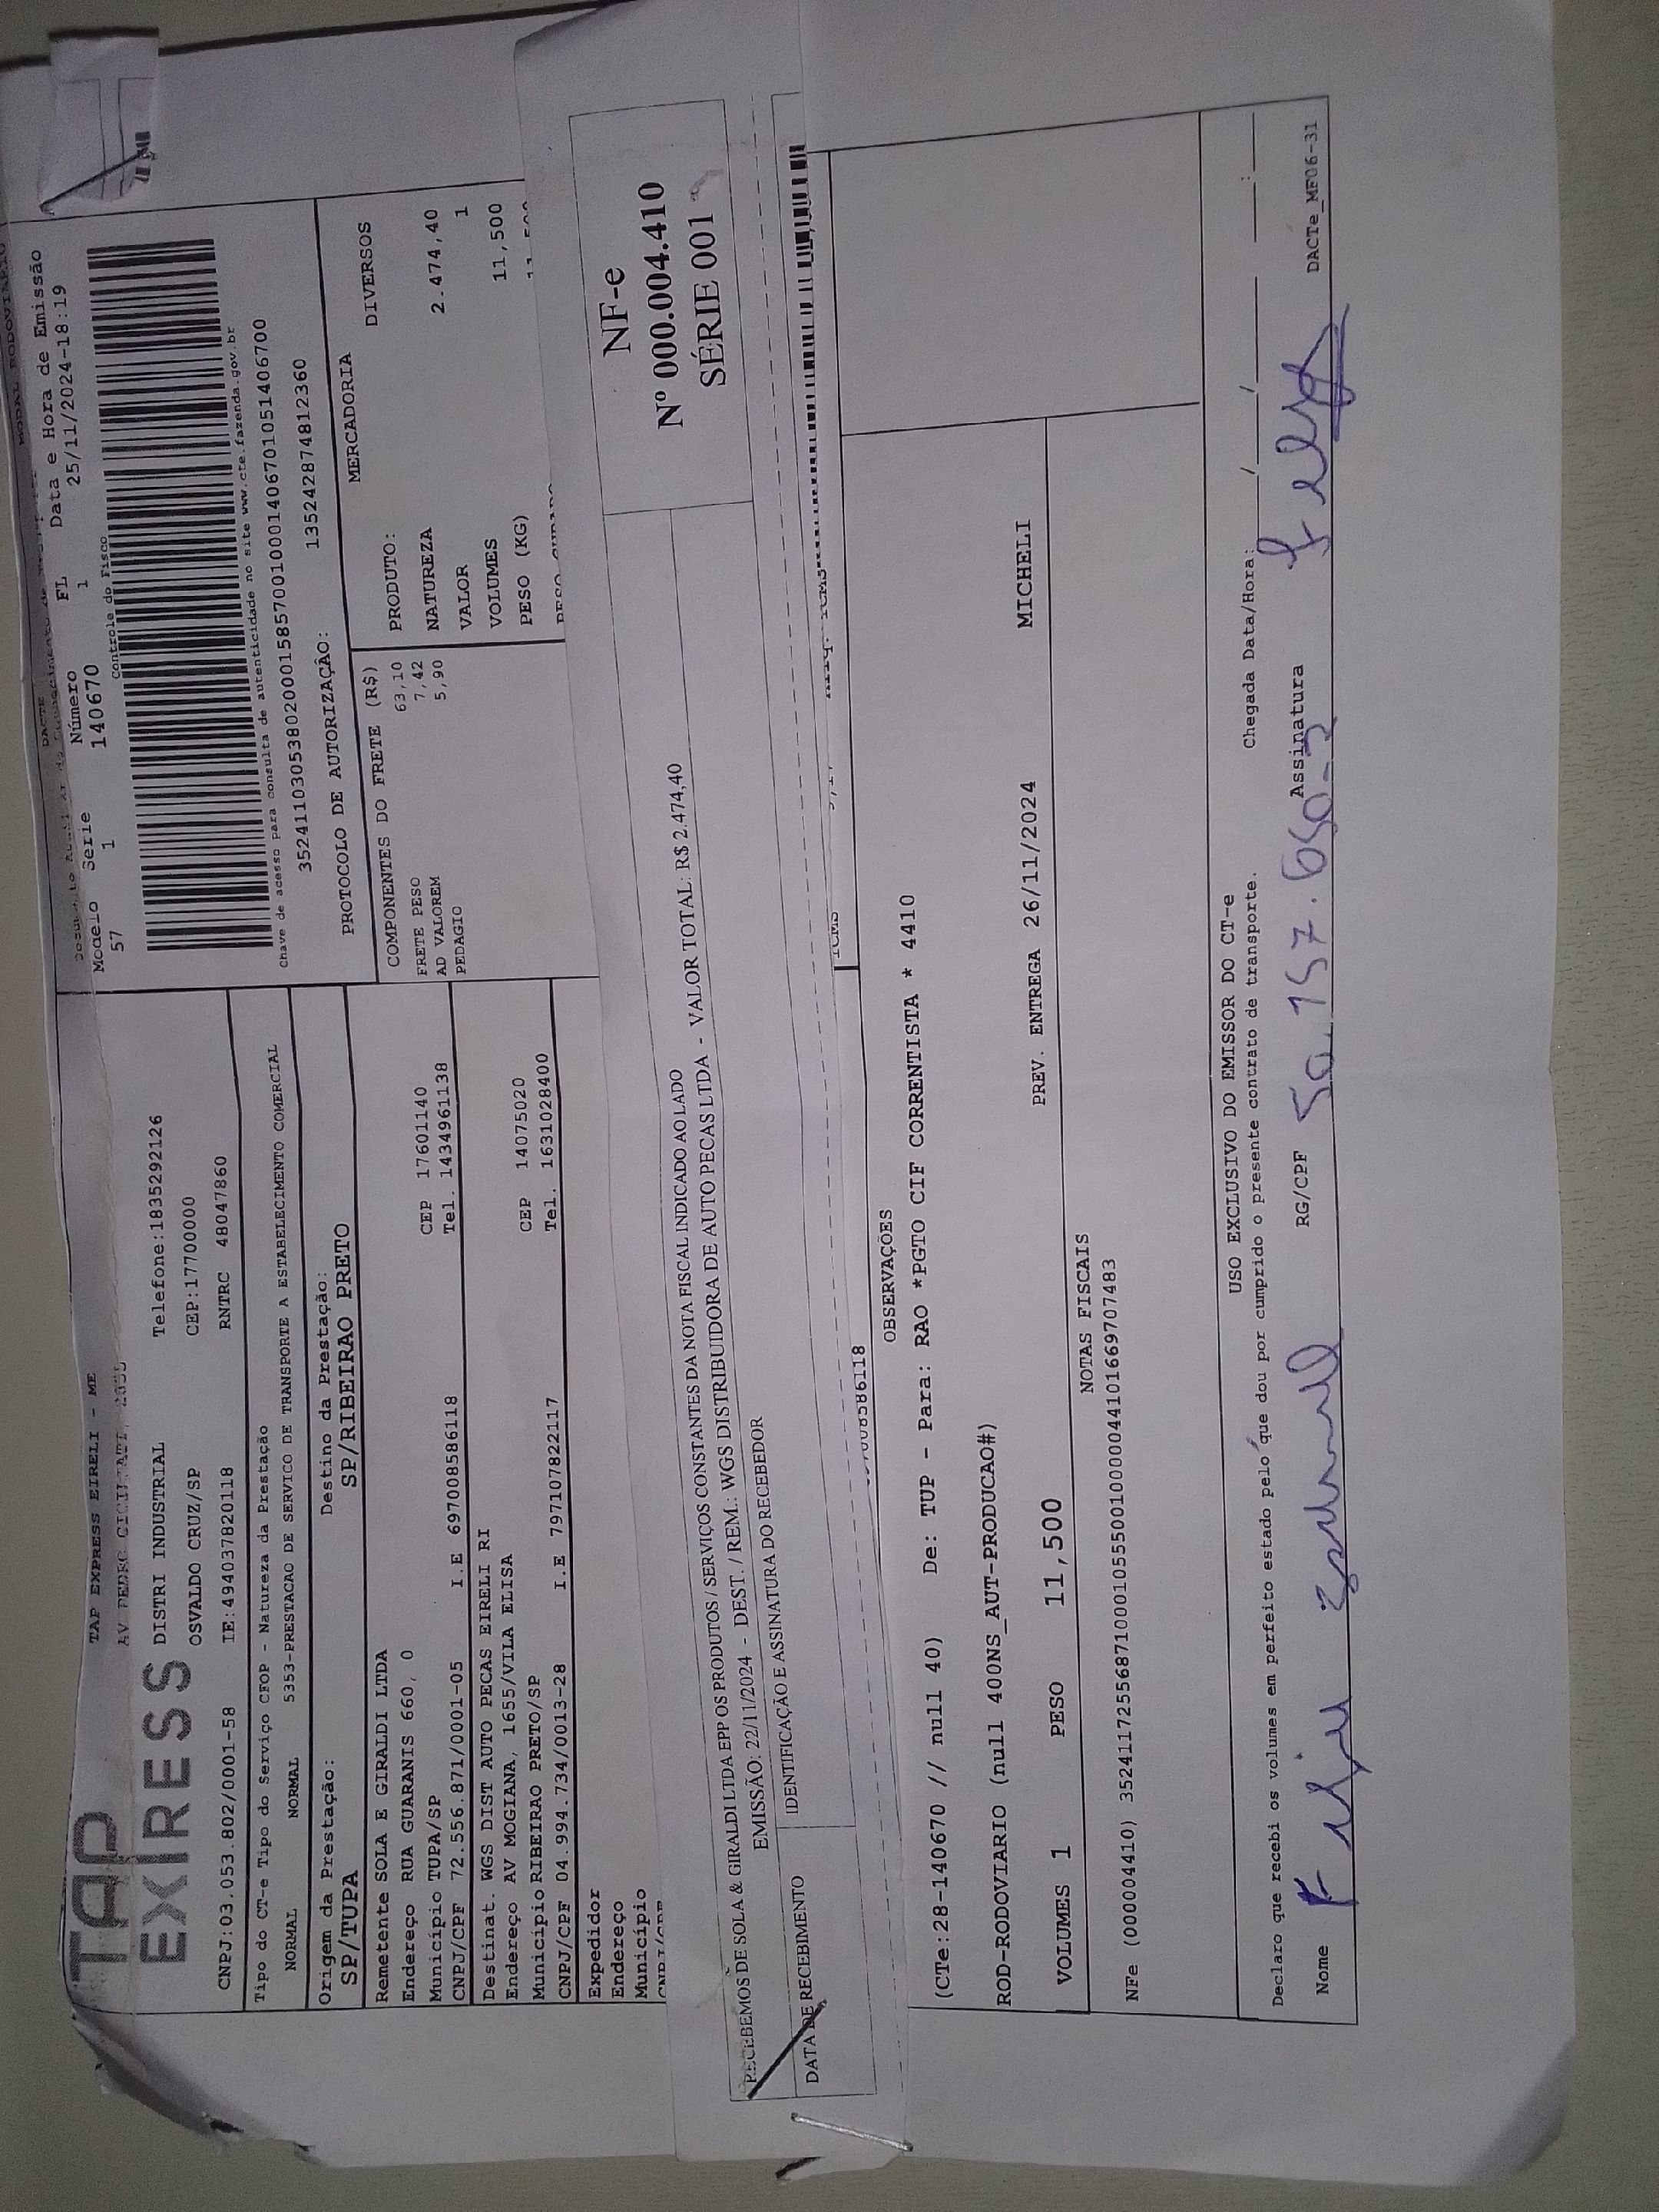 TAP
EXPRESS
TAP EXPRESS EIRELI - ME
DISTRI INDUSTRIAL Telefone:1835292126
OSVALDO CRUZ/SP CEP:17700000
CNPJ:03.053.802/0001-58 IE:494037820118 RNTRC 48047860
DACTE
Modelo Serie Número FL Data e Hora de Emissão
57 1 140670 1 25/11/2024-18:19
Controle do Fisco
Chave de acesso para consulta de autenticidade no site www.cte.fazenda.gov.br
35241103053802000158570010001406701051406700
PROTOCOLO DE AUTORIZAÇÃO: 135242874812360
Tipo do CT-e Tipo do Serviço CFOP - Natureza da Prestação
NORMAL NORMAL 5353-PRESTACAO DE SERVICO DE TRANSPORTE A ESTABELECIMENTO COMERCIAL
Origem da Prestação: Destino da Prestação:
SP/TUPA SP/RIBEIRAO PRETO
Remetente SOLA E GIRALDI LTDA
Endereço RUA GUARANIS 660, 0 CEP 17601140
Município TUPA/SP Tel. 1434961138
CNPJ/CPF 72.556.871/0001-05 I.E 697008586118
Destinat. WGS DIST AUTO PECAS EIRELI RI
Endereço AV MOGIANA, 1655/VILA ELISA CEP 14075020
Município RIBEIRAO PRETO/SP Tel. 1631028400
CNPJ/CPF 04.994.734/0013-28 I.E 797107822117
Expedidor
Endereço
Município
CNPJ/CPF
COMPONENTES DO FRETE (R$)
FRETE PESO 63,10
AD VALOREM 7,42
PEDAGIO 5,90
MERCADORIA
PRODUTO: DIVERSOS
NATUREZA
VALOR 2.474,40
VOLUMES 1
PESO (KG) 11,500
RECEBEMOS DE SOLA & GIRALDI LTDA EPP OS PRODUTOS / SERVIÇOS CONSTANTES DA NOTA FISCAL INDICADO AO LADO
EMISSÃO: 22/11/2024 - DEST. / REM.: WGS DISTRIBUIDORA DE AUTO PECAS LTDA - VALOR TOTAL: R$ 2.474,40
DATA DE RECEBIMENTO IDENTIFICAÇÃO E ASSINATURA DO RECEBEDOR
NF-e
Nº 000.004.410
SÉRIE 001
OBSERVAÇÕES
(CTe:28-140670 // null 40) De: TUP - Para: RAO *PGTO CIF CORRENTISTA * 4410
ROD-RODOVIARIO (null 400NS_AUT-PRODUCAO#)
VOLUMES 1 PESO 11,500 PREV. ENTREGA 26/11/2024 MICHELI
NOTAS FISCAIS
NFe (000004410) 35241172556871000105550010000044101669707483
USO EXCLUSIVO DO EMISSOR DO CT-e
Declaro que recebi os volumes em perfeito estado pelo que dou por cumprido o presente contrato de transporte. Chegada Data/Hora: ___/___/___ ___:___
Nome RG/CPF Assinatura
DACTe_MF06-31